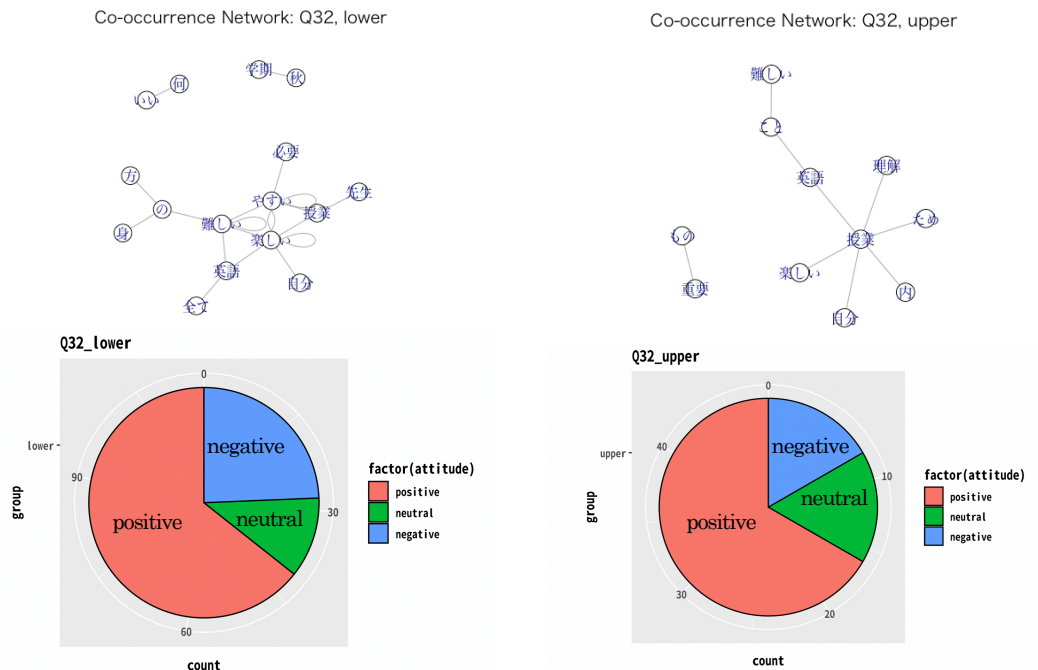 Co-occurrence Network: Q32, lower
学期
秋
何
いい
必要
方
やすい
先生
の
授業
身
難しい
楽しい
英語
自分
全て
Q32_lower
0
negative
lower
90
positive
neutral
30
60
group
count
factor(attitude)
positive
neutral
negative
Co-occurrence Network: Q32, upper
難しい
こと
英語
理解
ため
もの
授業
楽しい
重要
内
自分
Q32_upper
0
40
negative
upper
10
neutral
positive
30
20
group
count
factor(attitude)
positive
neutral
negative